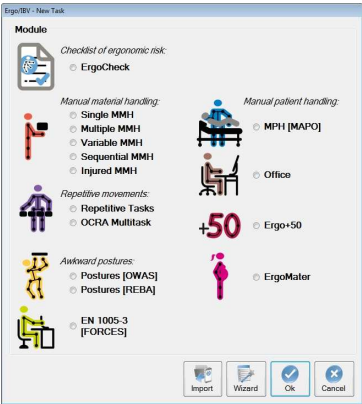 Ergo/IBV - New Task
Module
Checklist of ergonomic risk:
ErgoCheck
Manual material handling:
Single MMH
Multiple MMH
Variable MMH
Sequential MMH
Injured MMH
Repetitive movements:
Repetitive Tasks
OCRA Multitask
Awkward postures:
Postures [OWAS]
Postures [REBA]
EN 1005-3
[FORCES]
Manual patient handling:
MPH [MAPO]
Office
+50
Ergo+50
ErgoMater
Import
Wizard
Ok
Cancel